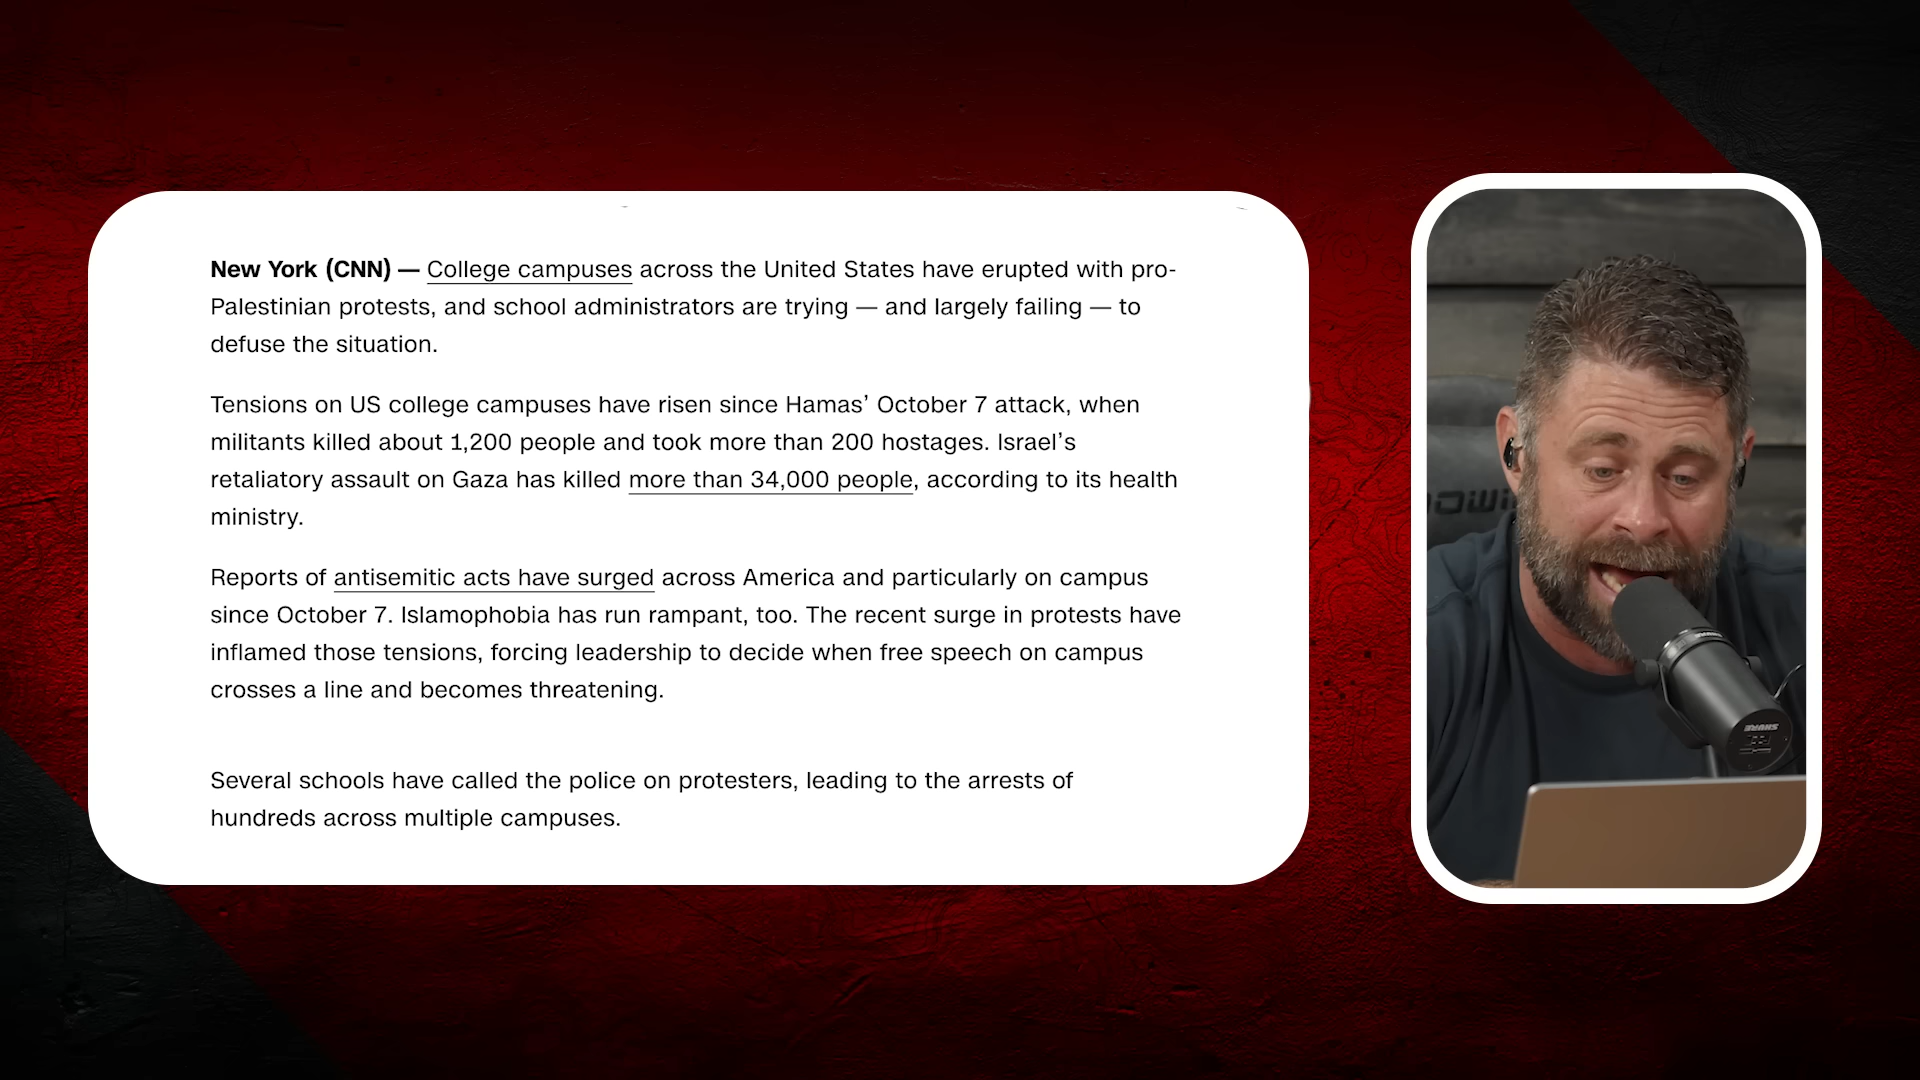 New York (CNN) — College campuses across the United States have erupted with pro-
Palestinian protests, and school administrators are trying — and largely failing — to
defuse the situation.
Tensions on US college campuses have risen since Hamas’ October 7 attack, when
militants killed about 1,200 people and took more than 200 hostages. Israel’s
retaliatory assault on Gaza has killed more than 34,000 people, according to its health
ministry.
Reports of antisemitic acts have surged across America and particularly on campus
since October 7. Islamophobia has run rampant, too. The recent surge in protests have
inflamed those tensions, forcing leadership to decide when free speech on campus
crosses a line and becomes threatening.
Several schools have called the police on protesters, leading to the arrests of
hundreds across multiple campuses.
SHURE